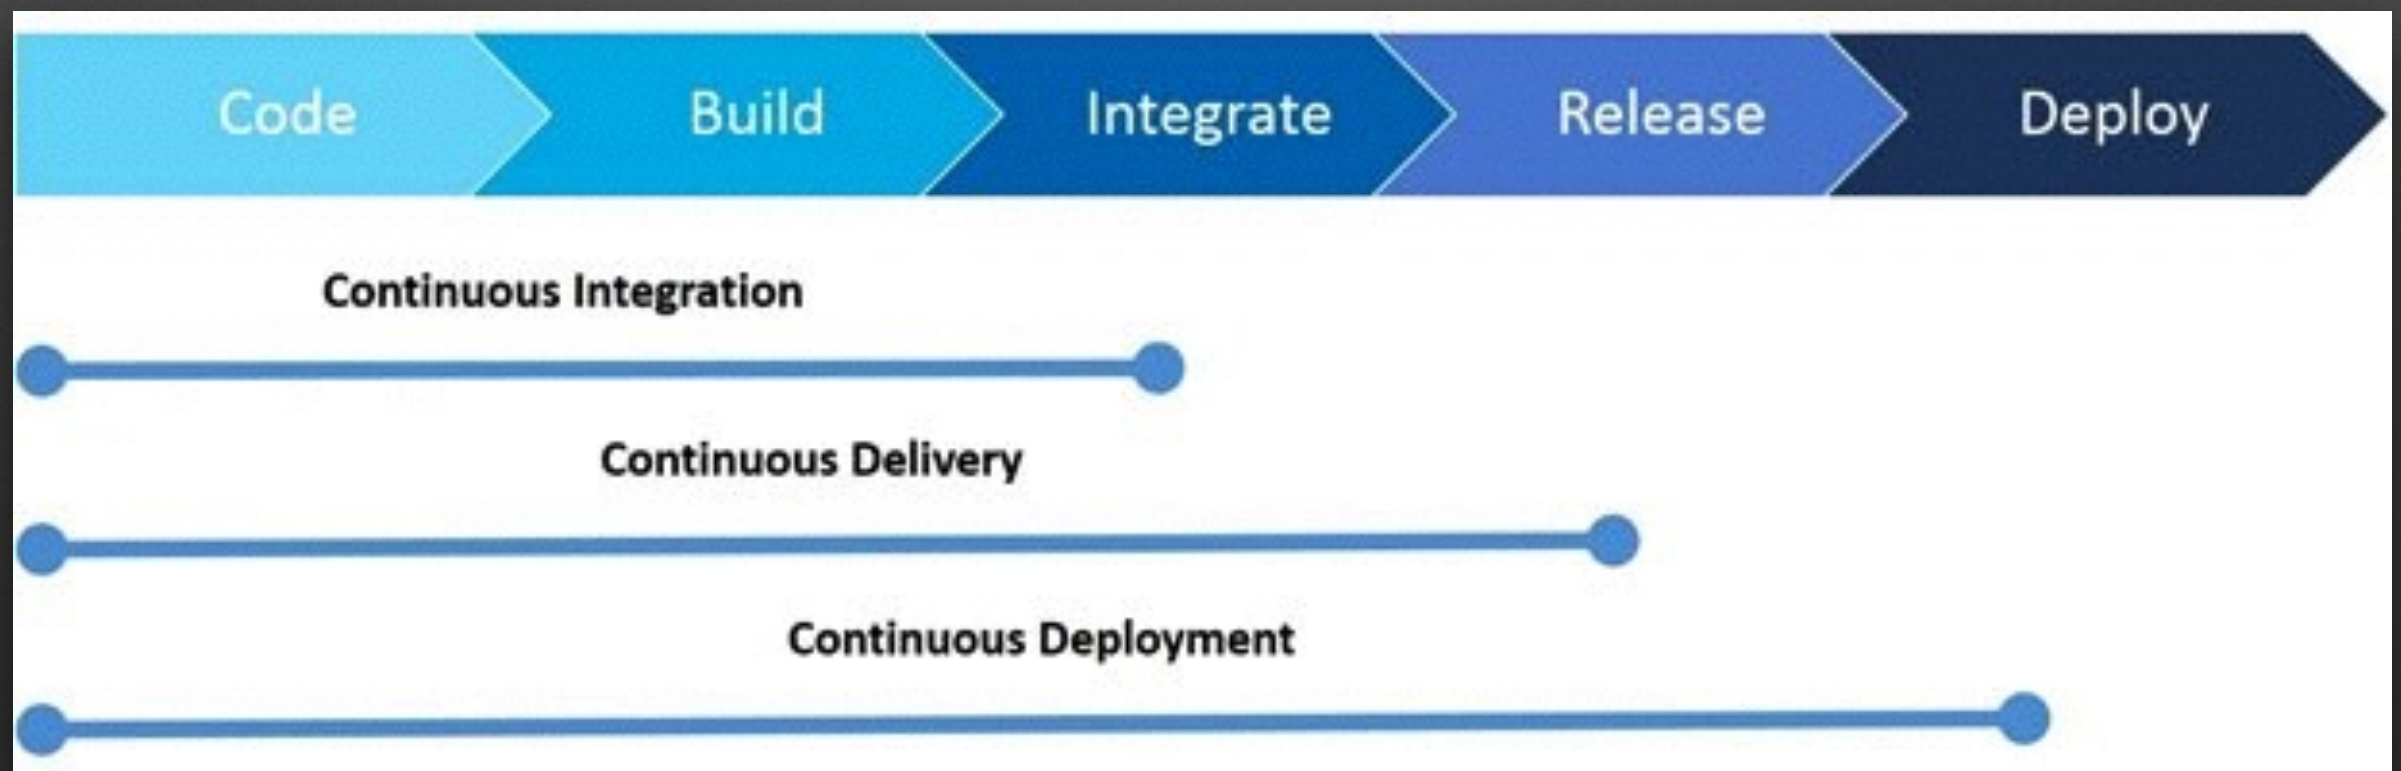 Code Build Integrate Release Deploy
Continuous Integration
Continuous Delivery
Continuous Deployment